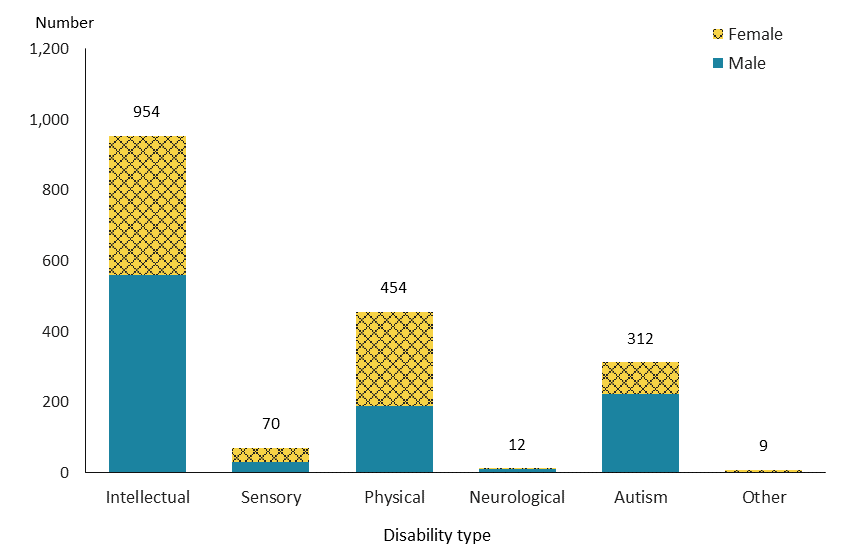 Number
Female
Male
1,200
1,000
800
600
400
200
0
954
70
454
12
312
9
Intellectual Sensory Physical Neurological Autism Other
Disability type